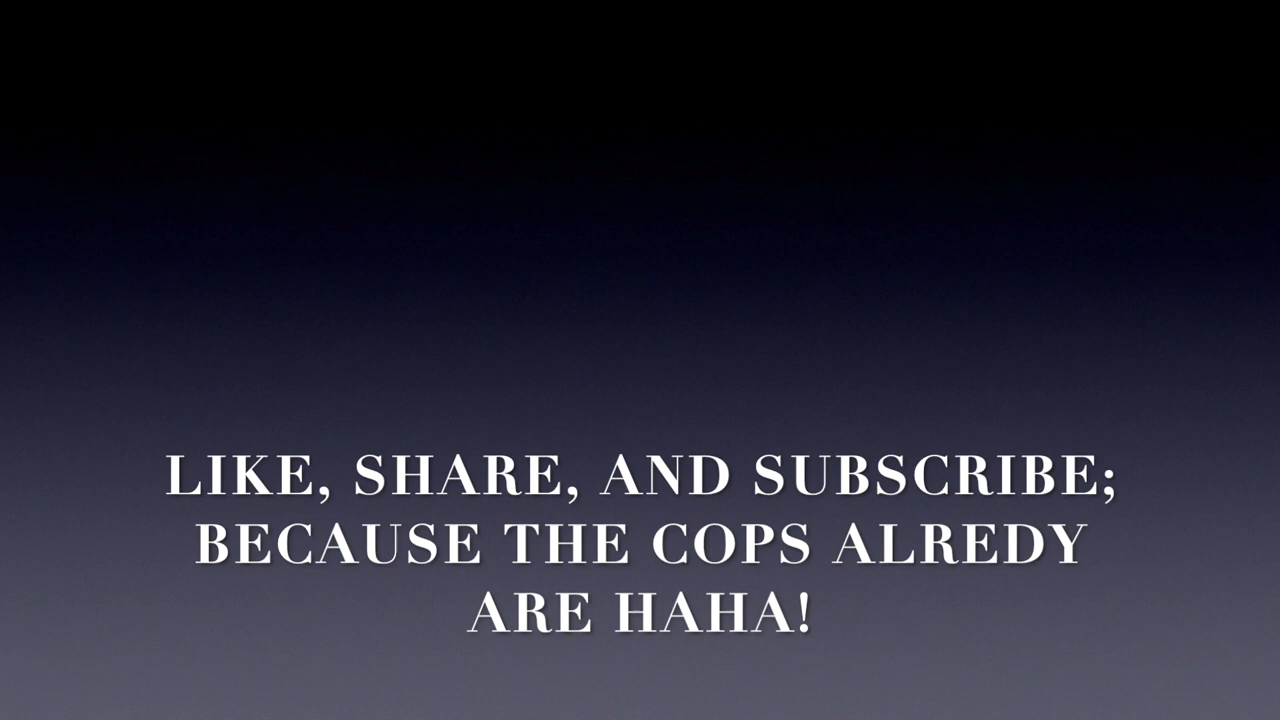 LIKE, SHARE, AND SUBSCRIBE;
BECAUSE THE COPS ALREDY
ARE HAHA!